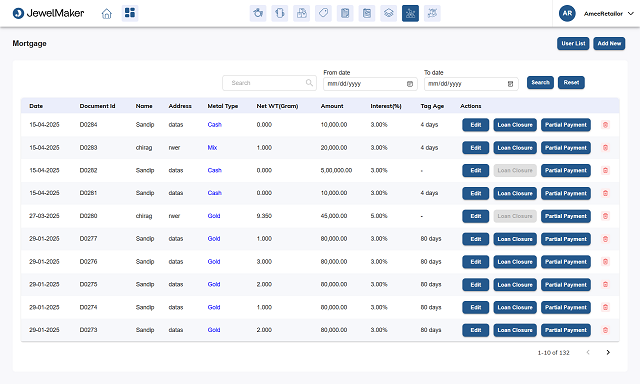 JewelMaker
AR AmeeRetailor
Mortgage User List Add New
From date To date
Search mm/dd/yyyy mm/dd/yyyy Search Reset
Date Document Id Name Address Metal Type Net WT(Gram) Amount Interest(%) Tag Age Actions
15-04-2025 D0284 Sandip datas Cash 0.000 10,000.00 3.00% 4 days Edit Loan Closure Partial Payment
15-04-2025 D0283 chirag rwer Mix 1.000 20,000.00 3.00% 4 days Edit Loan Closure Partial Payment
15-04-2025 D0282 Sandip datas Cash 0.000 5,00,000.00 3.00% - Edit Loan Closure Partial Payment
15-04-2025 D0281 Sandip datas Cash 0.000 10,000.00 3.00% 4 days Edit Loan Closure Partial Payment
27-03-2025 D0280 chirag rwer Gold 9.350 45,000.00 5.00% - Edit Loan Closure Partial Payment
29-01-2025 D0277 Sandip datas Gold 1.000 80,000.00 3.00% 80 days Edit Loan Closure Partial Payment
29-01-2025 D0276 Sandip datas Gold 3.000 80,000.00 3.00% 80 days Edit Loan Closure Partial Payment
29-01-2025 D0275 Sandip datas Gold 2.000 80,000.00 3.00% 80 days Edit Loan Closure Partial Payment
29-01-2025 D0274 Sandip datas Gold 1.000 80,000.00 3.00% 80 days Edit Loan Closure Partial Payment
29-01-2025 D0273 Sandip datas Gold 2.000 80,000.00 3.00% 80 days Edit Loan Closure Partial Payment
1-10 of 132